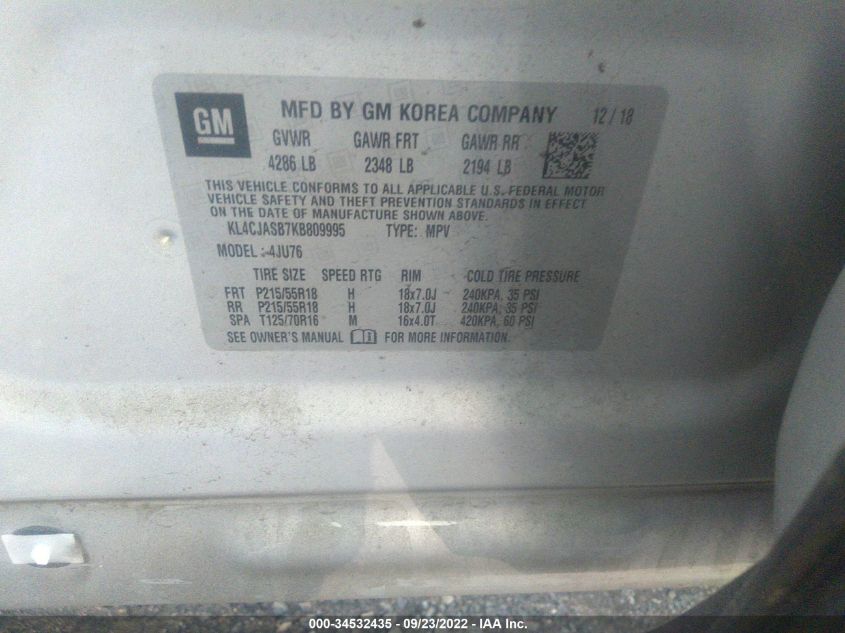 GM
MFD BY GM KOREA COMPANY 12/18
GVWR GAWR FRT GAWR RR
4286 LB 2348 LB 2194 LB
THIS VEHICLE CONFORMS TO ALL APPLICABLE U.S. FEDERAL MOTOR
VEHICLE SAFETY AND THEFT PREVENTION STANDARDS IN EFFECT
ON THE DATE OF MANUFACTURE SHOWN ABOVE.
KL4CJASB7KB809995 TYPE: MPV
MODEL: 4JU76
TIRE SIZE SPEED RTG RIM COLD TIRE PRESSURE
FRT P215/55R18 H 18x7.0J 240KPA, 35 PSI
RR P215/55R18 H 18x7.0J 240KPA, 35 PSI
SPA T125/70R16 M 16x4.0T 420KPA, 60 PSI
SEE OWNER'S MANUAL FOR MORE INFORMATION.
000-34532435 - 09/23/2022 - IAA Inc.